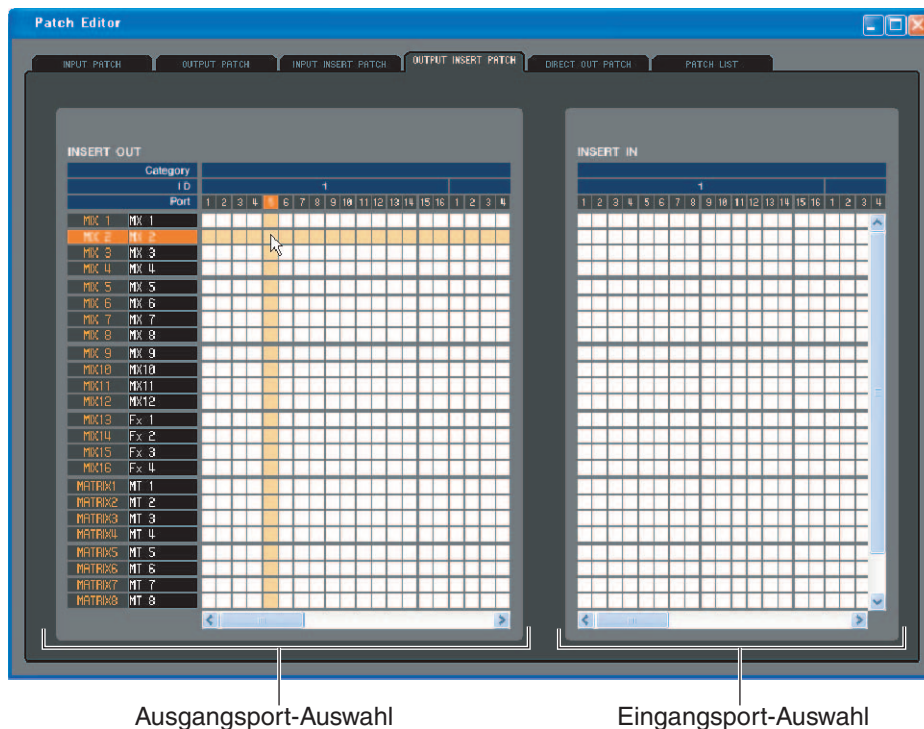 Patch Editor
INPUT PATCH OUTPUT PATCH INPUT INSERT PATCH OUTPUT INSERT PATCH DIRECT OUT PATCH PATCH LIST
INSERT OUT INSERT IN
Category
ID 1 1
Port 1 2 3 4 5 6 7 8 9 10 11 12 13 14 15 16 1 2 3 4 1 2 3 4 5 6 7 8 9 10 11 12 13 14 15 16 1 2 3 4
MIX 1 MX 1
MIX 2 MX 2
MIX 3 MX 3
MIX 4 MX 4
MIX 5 MX 5
MIX 6 MX 6
MIX 7 MX 7
MIX 8 MX 8
MIX 9 MX 9
MIX10 MX10
MIX11 MX11
MIX12 MX12
MIX13 Fx 1
MIX14 Fx 2
MIX15 Fx 3
MIX16 Fx 4
MATRIX1 MT 1
MATRIX2 MT 2
MATRIX3 MT 3
MATRIX4 MT 4
MATRIX5 MT 5
MATRIX6 MT 6
MATRIX7 MT 7
MATRIX8 MT 8
Ausgangsport-Auswahl Eingangsport-Auswahl